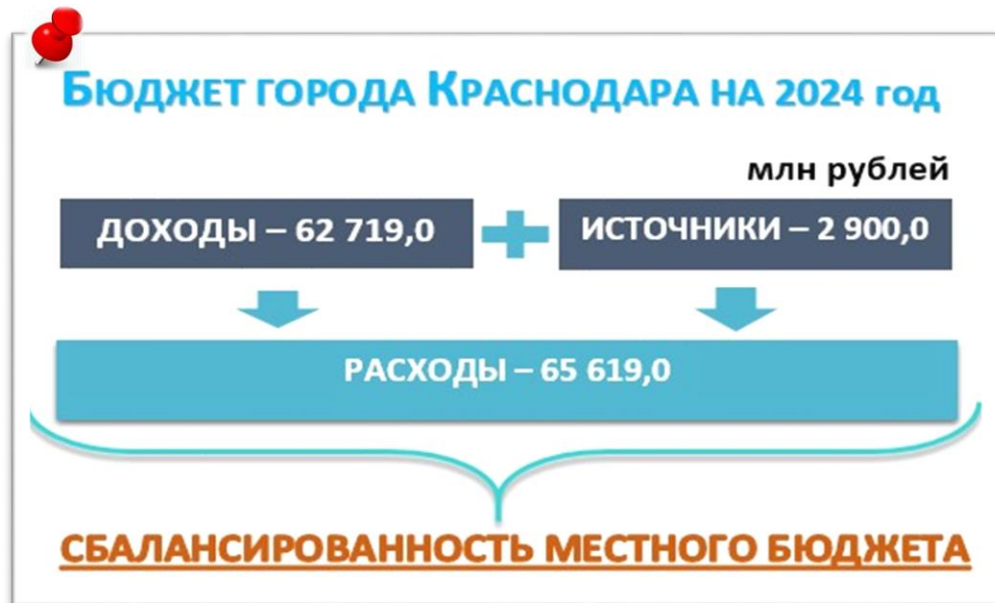 БЮДЖЕТ ГОРОДА КРАСНОДАРА НА 2024 год
млн рублей
ДОХОДЫ – 62 719,0
ИСТОЧНИКИ – 2 900,0
РАСХОДЫ – 65 619,0
СБАЛАНСИРОВАННОСТЬ МЕСТНОГО БЮДЖЕТА